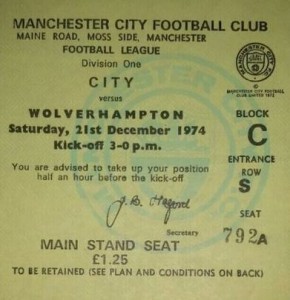 MANCHESTER CITY FOOTBALL CLUB
MAINE ROAD, MOSS SIDE, MANCHESTER
FOOTBALL LEAGUE
Division One
CITY
versus
WOLVERHAMPTON
Saturday, 21st December 1974
Kick-off 3-0 p.m.
You are advised to take up your position
half an hour before the kick-off
Secretary
MAIN STAND SEAT
£1.25
TO BE RETAINED (SEE PLAN AND CONDITIONS ON BACK)
MANCHESTER CITY FOOTBALL
BLOCK
C
ENTRANCE
ROW
S
SEAT
792A